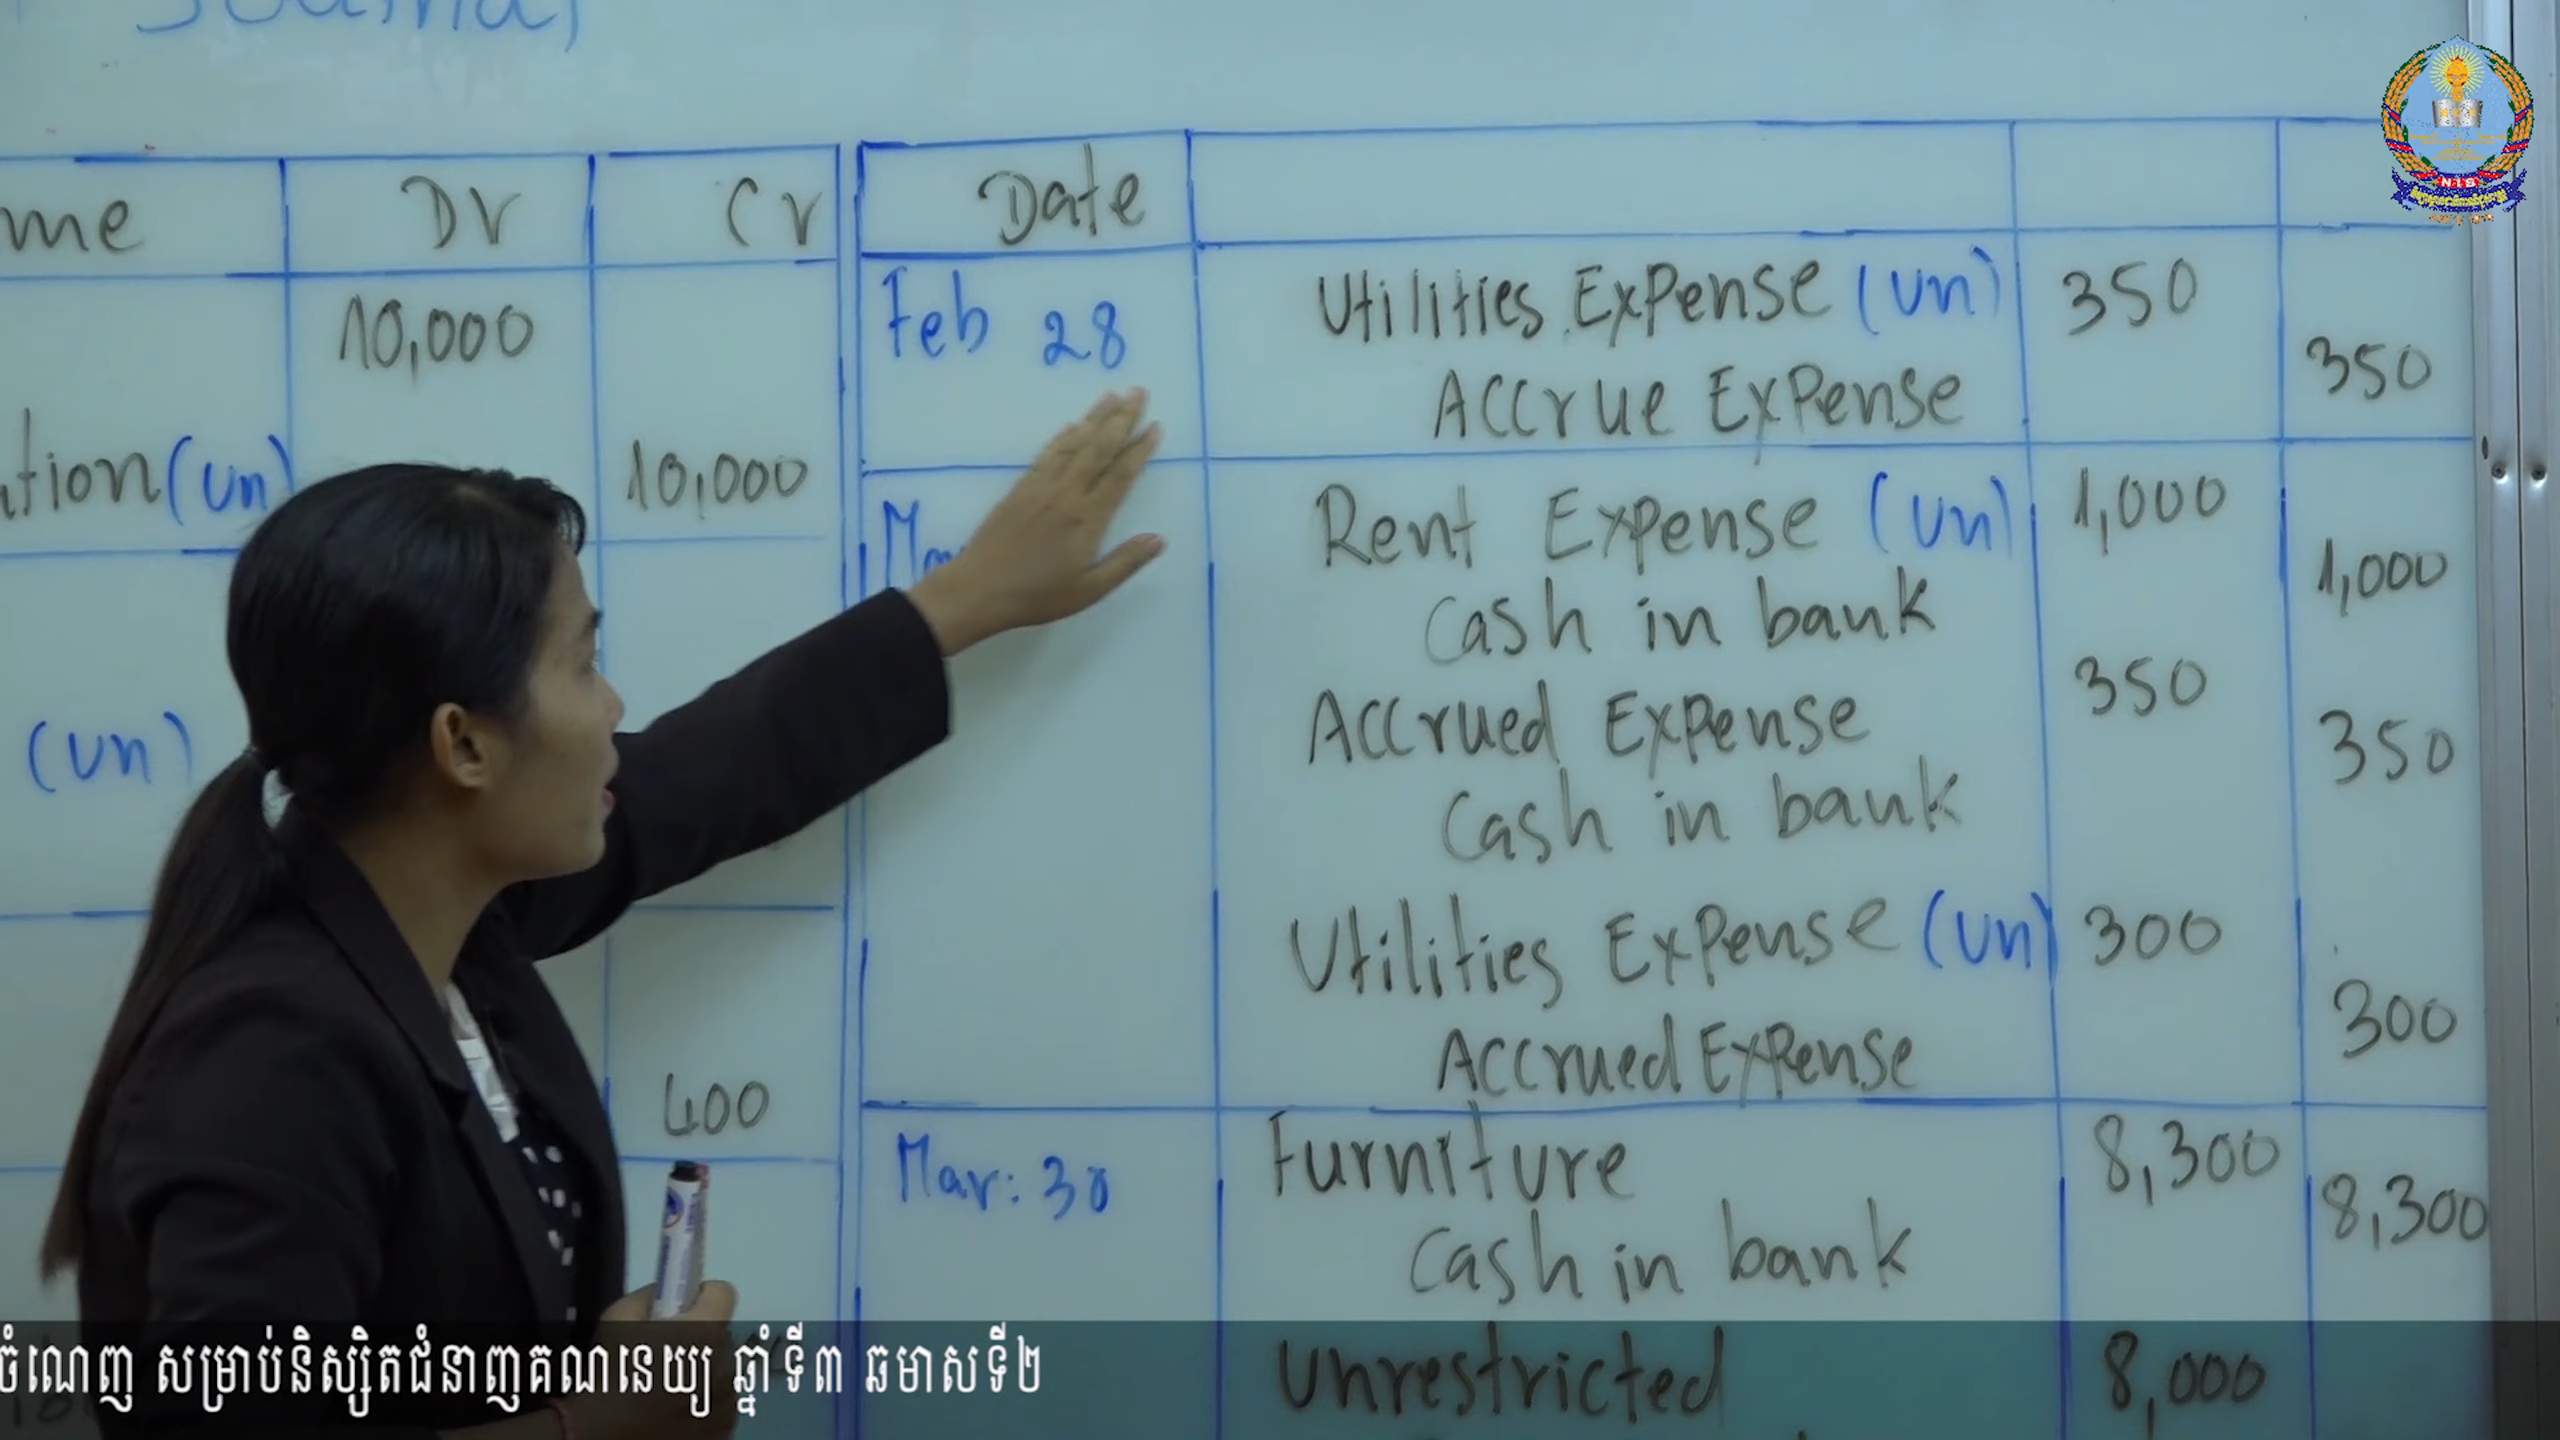 Journal
me Dr Cr
10,000
ation (un) 10,000
(un)
400
Date
Feb 28 Utilities Expense (un) 350
Accrue Expense 350
Rent Expense (un) 1,000
Cash in bank 1,000
Accrued Expense 350
Cash in bank 350
Utilities Expense (un) 300
Accrued Expense 300
Mar: 30 Furniture 8,300
Cash in bank 8,300
Unrestricted 8,000
ចំណេញ សម្រាប់និស្សិតជំនាញគណនេយ្យ ឆ្នាំទី៣ ឆមាសទី២